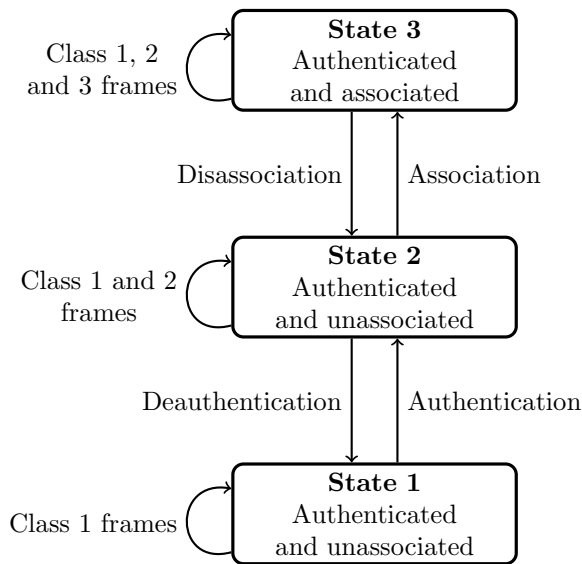 State 3
Authenticated
and associated
Class 1, 2
and 3 frames
Disassociation
Association
State 2
Authenticated
and unassociated
Class 1 and 2
frames
Deauthentication
Authentication
State 1
Authenticated
and unassociated
Class 1 frames